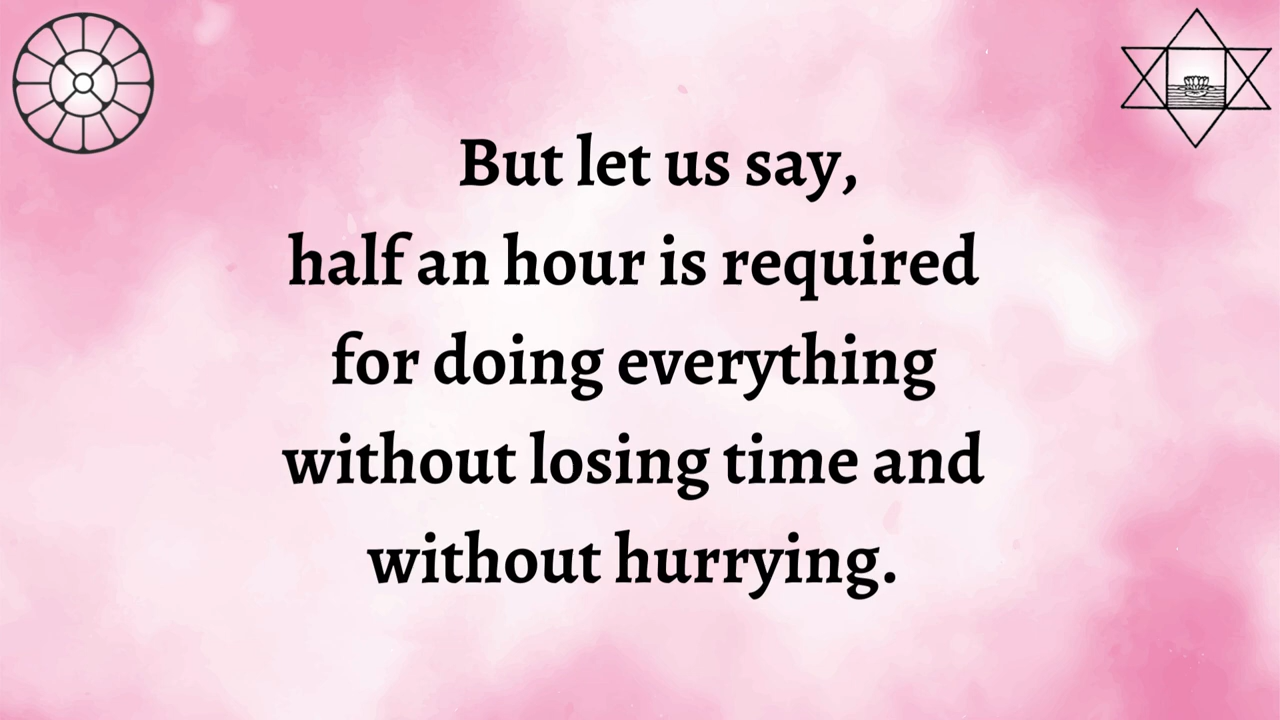 But let us say,
half an hour is required
for doing everything
without losing time and
without hurrying.